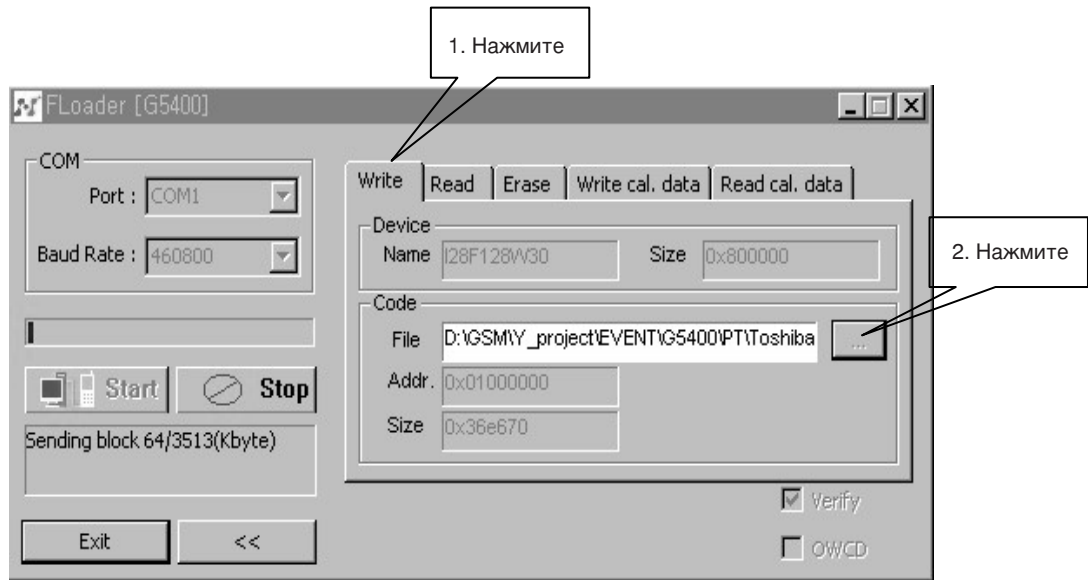 1. Нажмите
FLoader [G5400]
COM
Port : COM1
Baud Rate : 460800
Start Stop
Sending block 64/3513(Kbyte)
Exit <<
Write Read Erase Write cal. data Read cal. data
Device
Name I28F128W30 Size 0x800000
Code
File D:\GSM\Y_project\EVENT\G5400\PT\Toshiba ...
Addr. 0x01000000
Size 0x36e670
2. Нажмите
Verify
OWCD